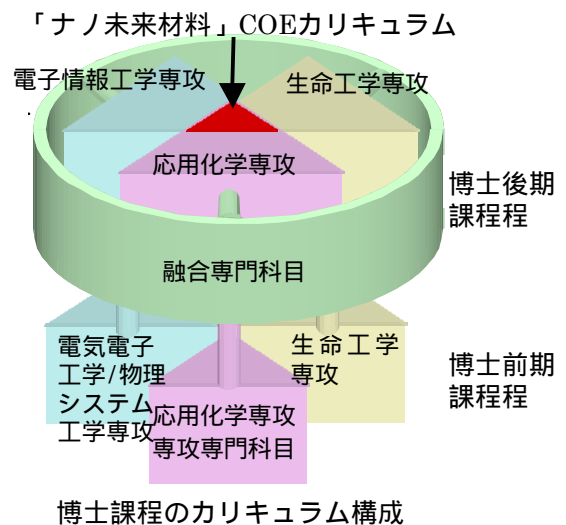 「ナノ未来材料」COEカリキュラム
電子情報工学専攻
生命工学専攻
応用化学専攻
博士後期
課程程
融合専門科目
電気電子
工学/物理
システム
工学専攻
生命工学
専攻
博士前期
課程程
応用化学専攻
専攻専門科目
博士課程のカリキュラム構成